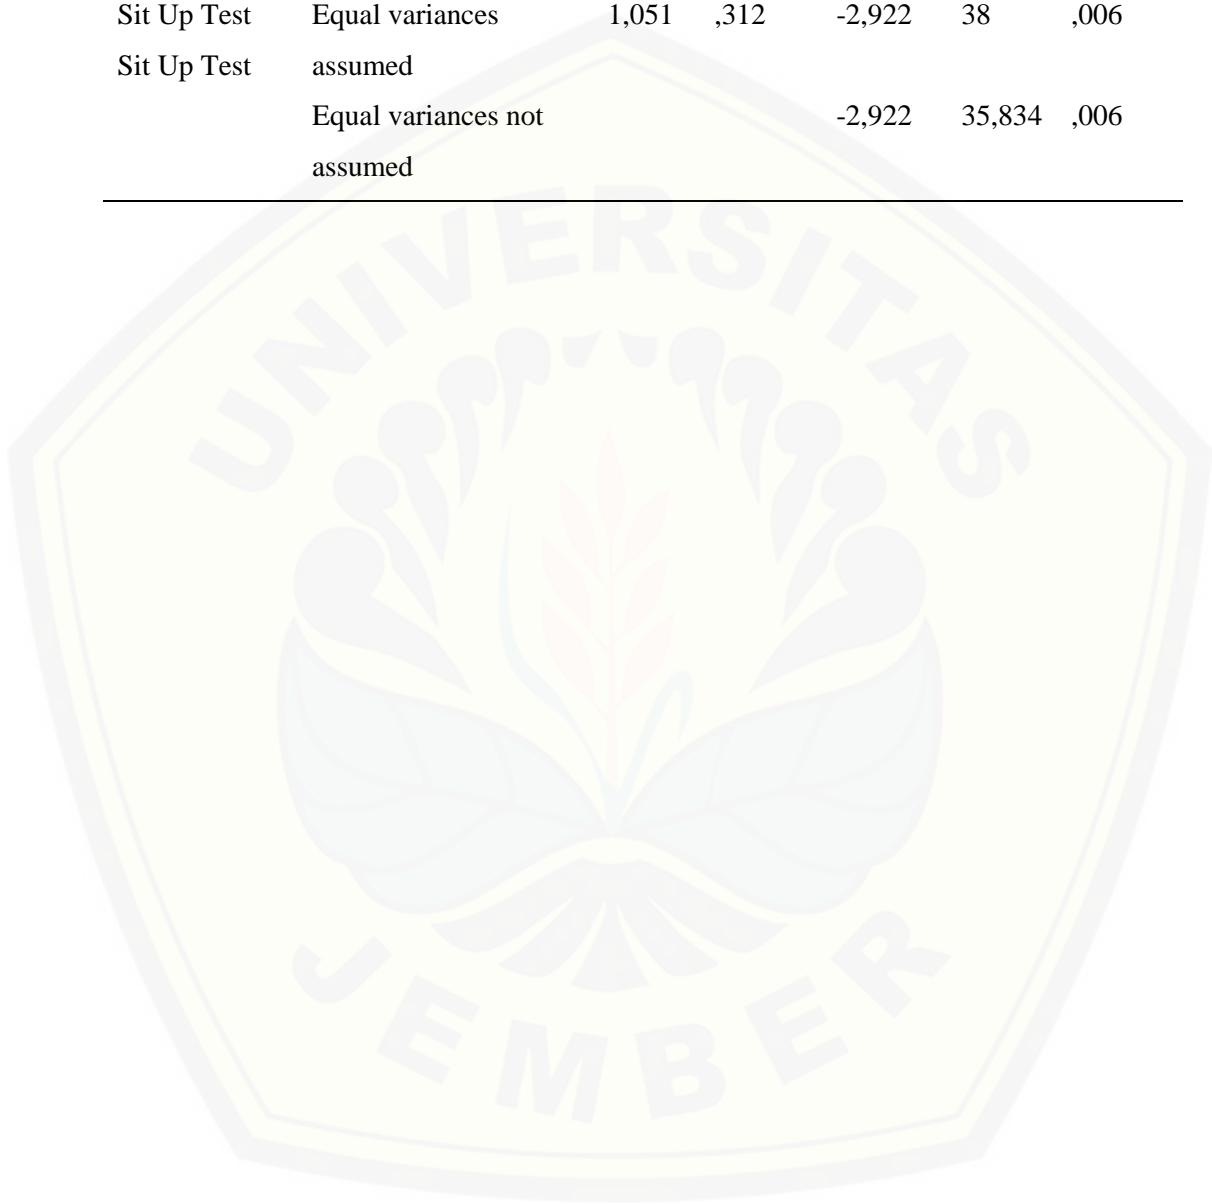 Sit Up Test Equal variances 1,051 ,312 -2,922 38 ,006
Sit Up Test assumed
Equal variances not -2,922 35,834 ,006
assumed
UNIVERSITAS
JEMBER